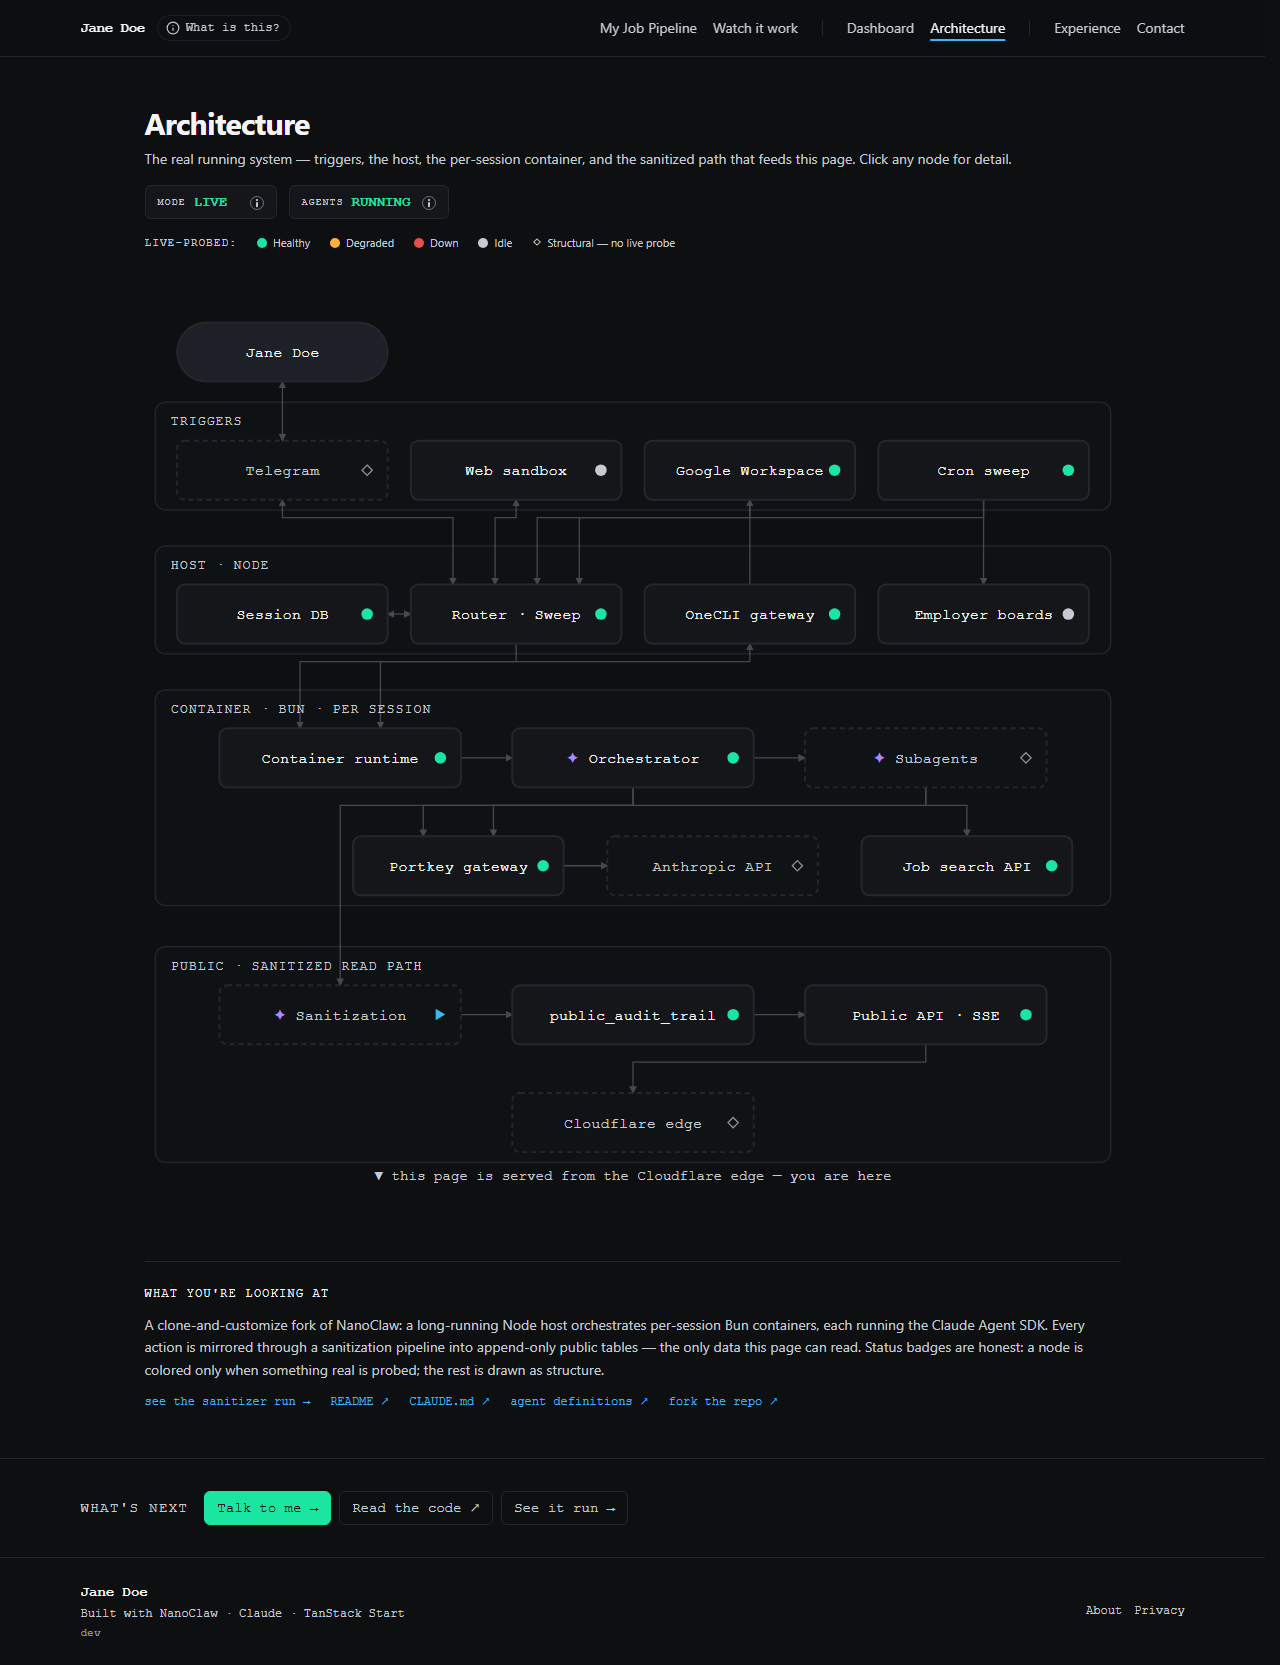 Jane Doe
What is this?
My Job Pipeline
Watch it work
Dashboard
Architecture
Experience
Contact
Architecture
The real running system — triggers, the host, the per-session container, and the sanitized path that feeds this page. Click any node for detail.
MODE LIVE
AGENTS RUNNING
LIVE-PROBED:
Healthy
Degraded
Down
Idle
Structural — no live probe
Jane Doe
TRIGGERS
Telegram
Web sandbox
Google Workspace
Cron sweep
HOST · NODE
Session DB
Router · Sweep
OneCLI gateway
Employer boards
CONTAINER · BUN · PER SESSION
Container runtime
Orchestrator
Subagents
Portkey gateway
Anthropic API
Job search API
PUBLIC · SANITIZED READ PATH
Sanitization
public_audit_trail
Public API · SSE
Cloudflare edge
▼ this page is served from the Cloudflare edge — you are here
WHAT YOU'RE LOOKING AT
A clone-and-customize fork of NanoClaw: a long-running Node host orchestrates per-session Bun containers, each running the Claude Agent SDK. Every
action is mirrored through a sanitization pipeline into append-only public tables — the only data this page can read. Status badges are honest: a node is
colored only when something real is probed; the rest is drawn as structure.
see the sanitizer run →
README ↗
CLAUDE.md ↗
agent definitions ↗
fork the repo ↗
WHAT'S NEXT
Talk to me →
Read the code ↗
See it run →
Jane Doe
Built with NanoClaw · Claude · TanStack Start
dev
About
Privacy